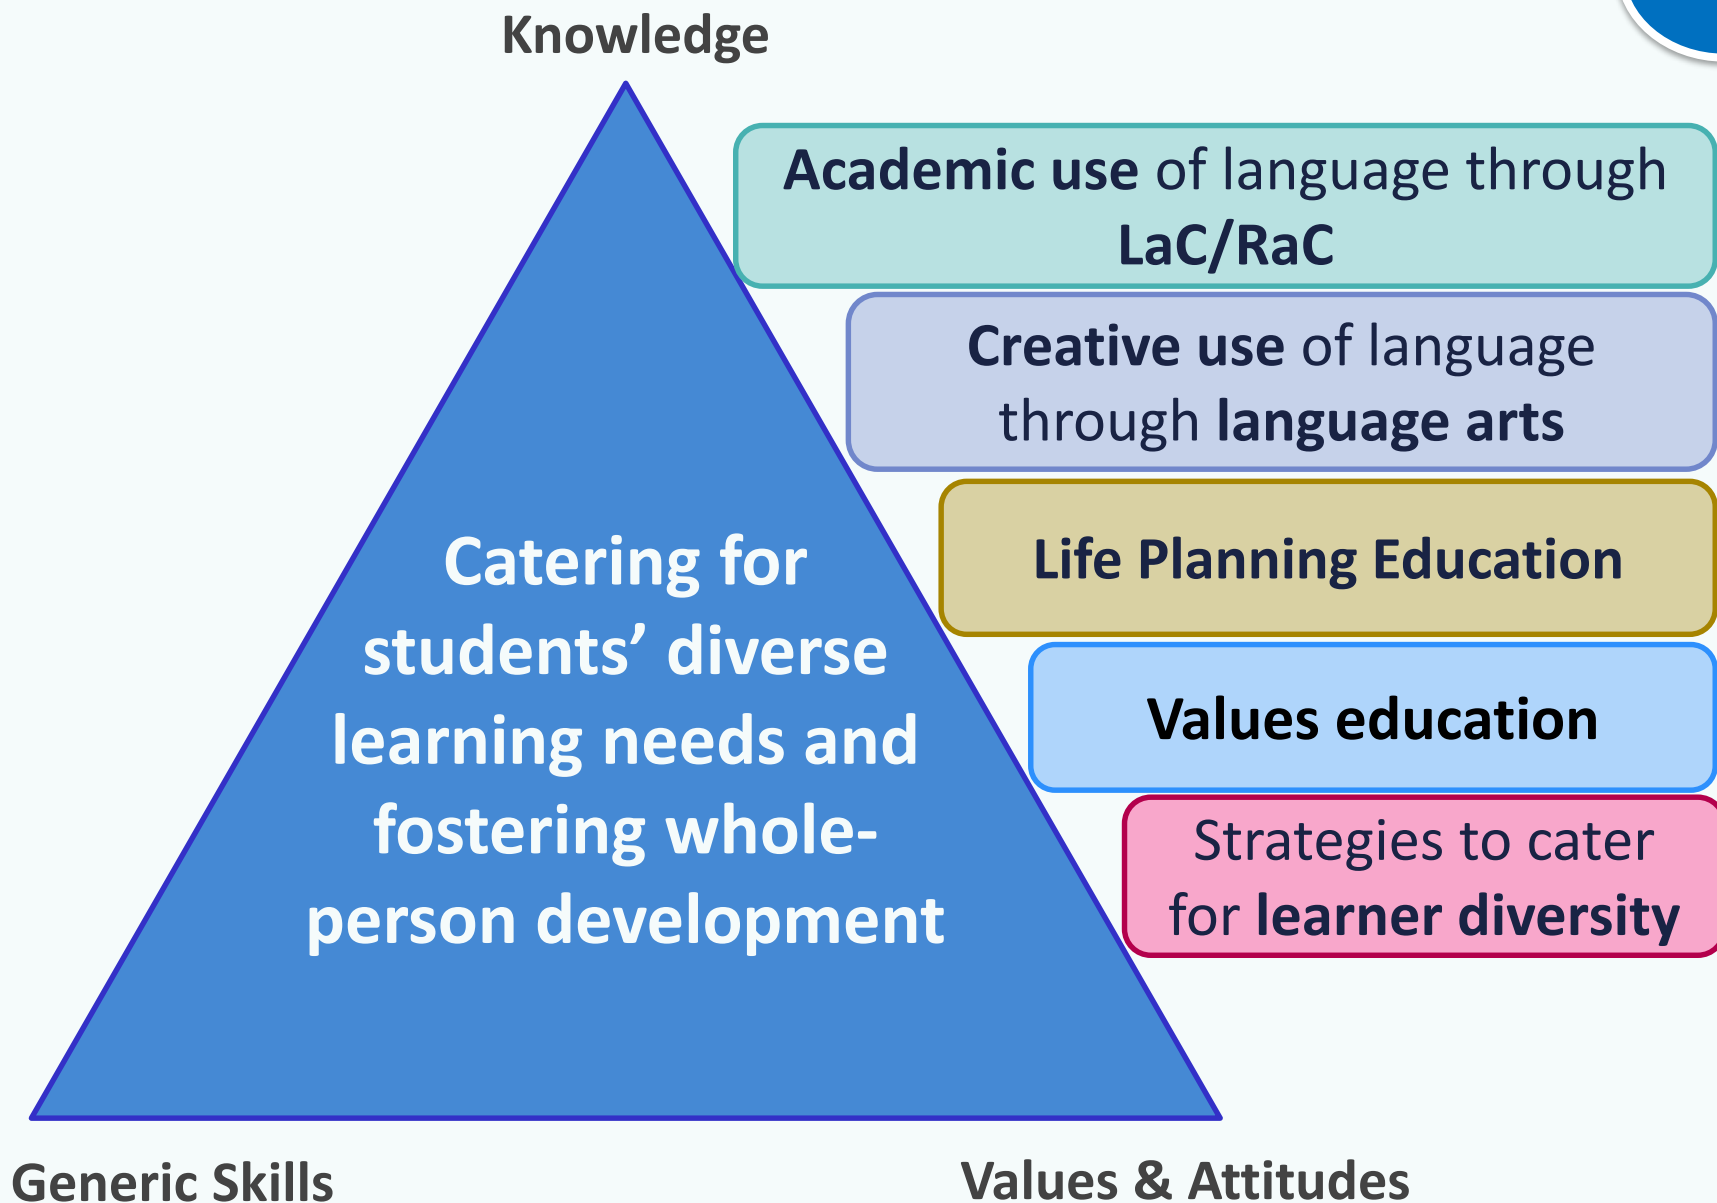 Knowledge
Academic use of language through
LaC/RaC
Creative use of language
through language arts
Life Planning Education
Values education
Strategies to cater
for learner diversity
Catering for
students’ diverse
learning needs and
fostering whole-
person development
Generic Skills
Values & Attitudes